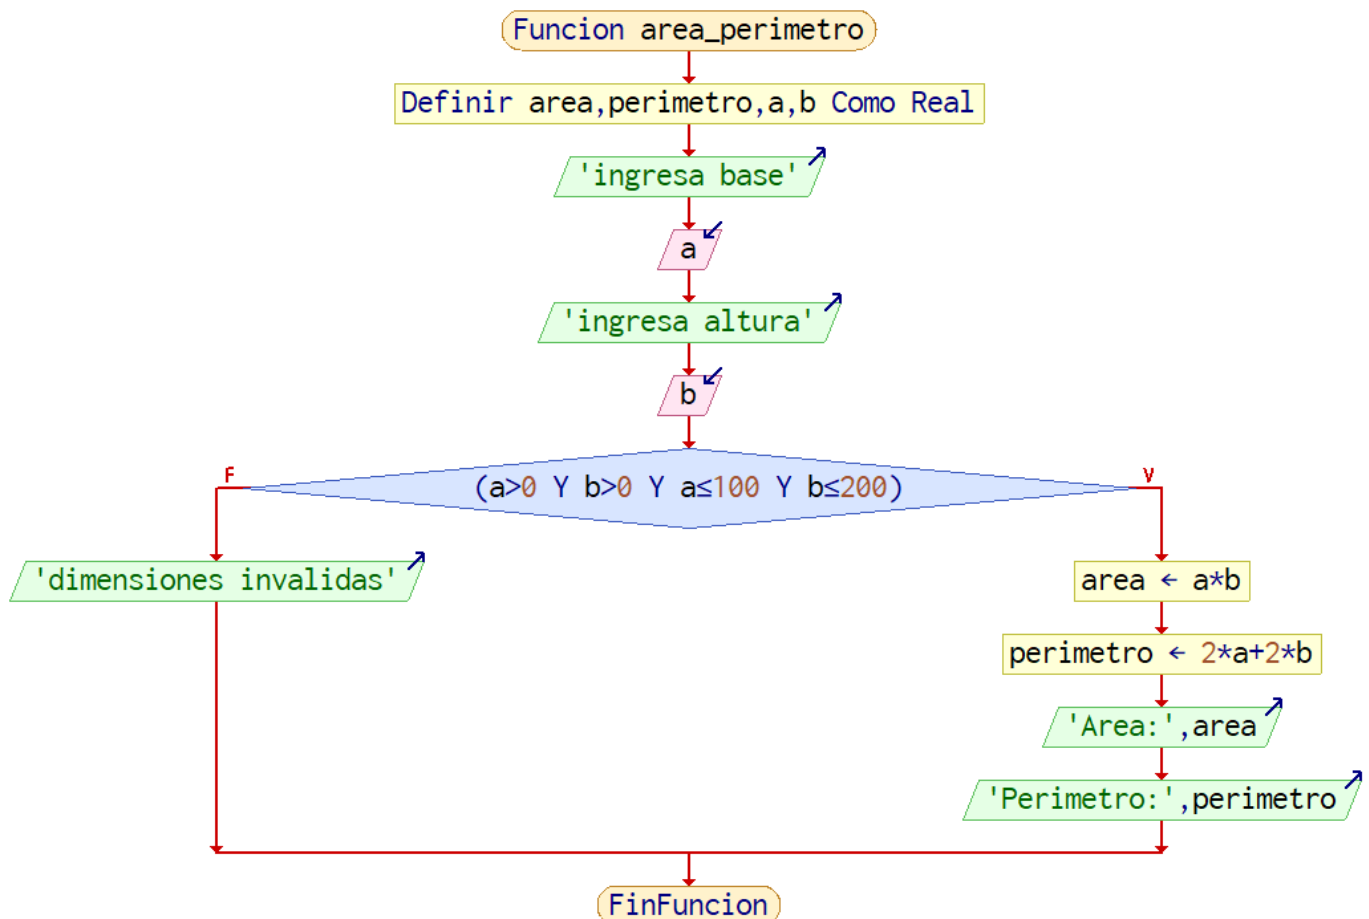 Funcion area_perimetro
Definir area,perimetro,a,b Como Real
'ingresa base'
a
'ingresa altura'
b
F
V
(a>0 Y b>0 Y a≤100 Y b≤200)
'dimensiones invalidas'
area ← a*b
perimetro ← 2*a+2*b
'Area:',area
'Perimetro:',perimetro
FinFuncion